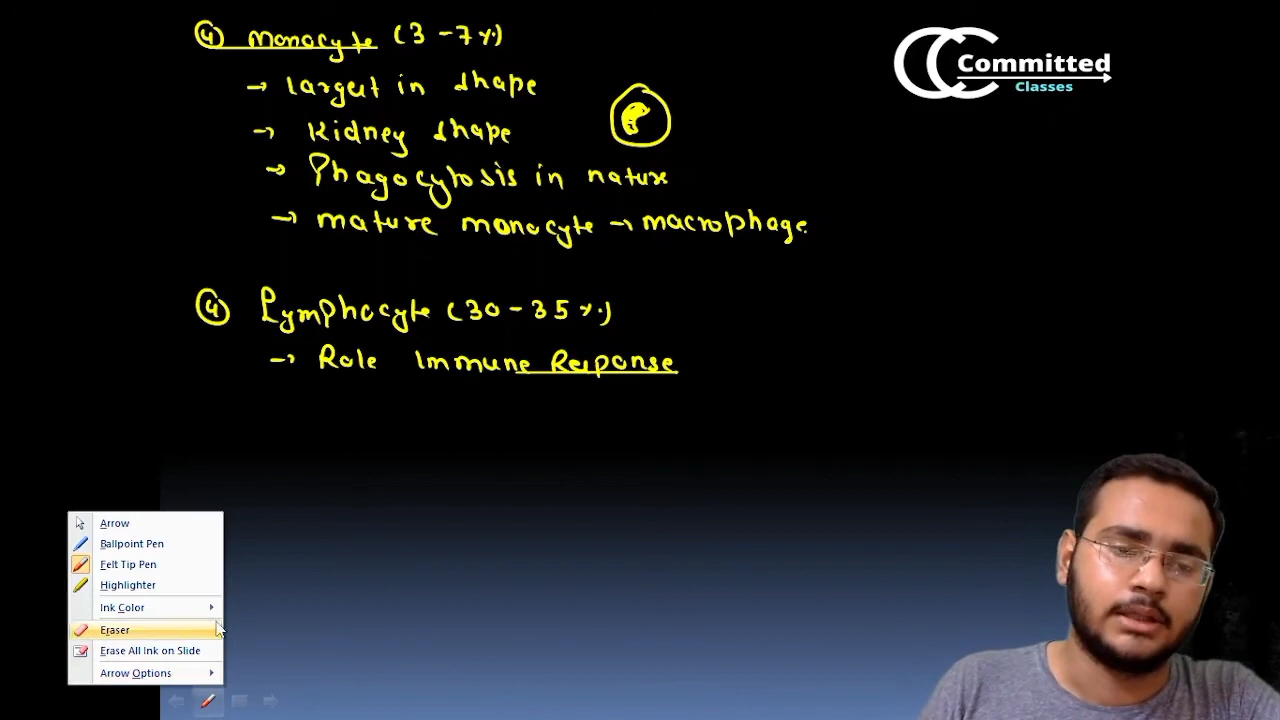 ④ monocyte (3-7%)
Committed
Classes
→ Largest in shape
→ Kidney shape
→ Phagocytosis in nature
→ mature monocyte → macrophage
④ Lymphocyte (30-35%)
→ Role Immune Response
Arrow
Ballpoint Pen
Felt Tip Pen
Highlighter
Ink Color
Eraser
Erase All Ink on Slide
Arrow Options